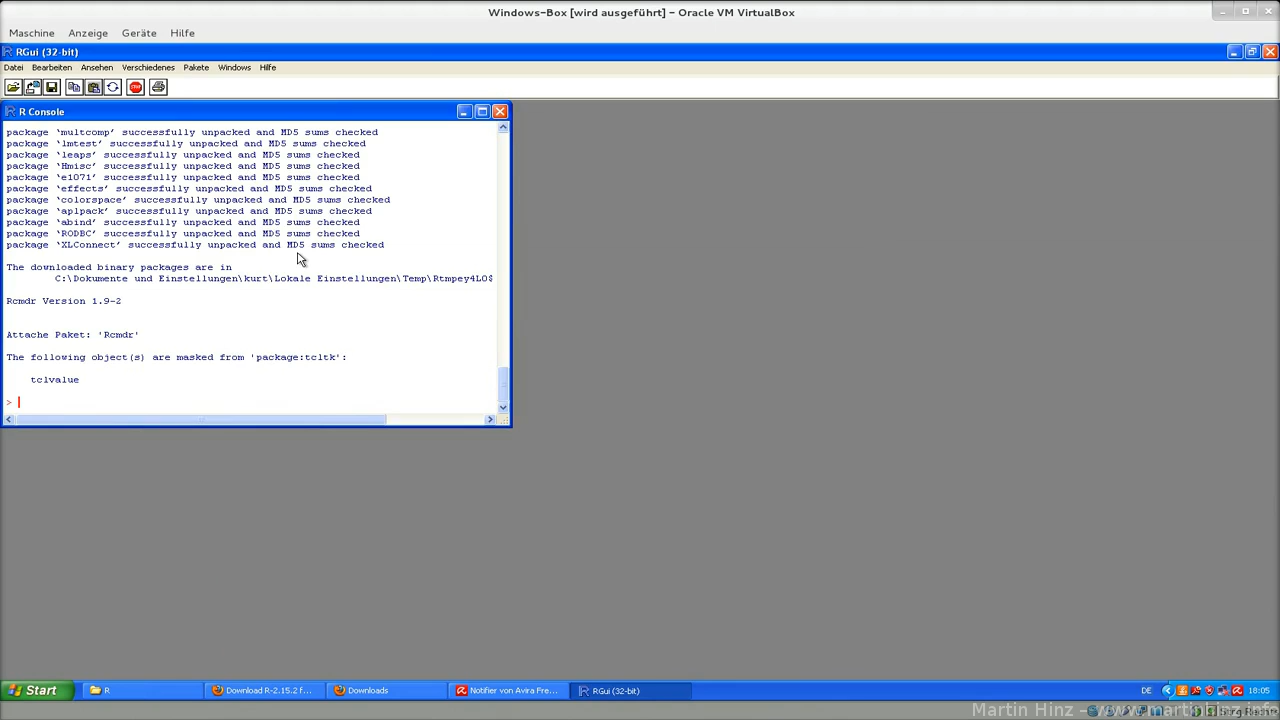 Windows-Box [wird ausgeführt] – Oracle VM VirtualBox
Maschine Anzeige Geräte Hilfe
RGui (32-bit)
Datei Bearbeiten Ansehen Verschiedenes Pakete Windows Hilfe
STOP
R Console
package ‘multcomp’ successfully unpacked and MD5 sums checked
package ‘lmtest’ successfully unpacked and MD5 sums checked
package ‘leaps’ successfully unpacked and MD5 sums checked
package ‘Hmisc’ successfully unpacked and MD5 sums checked
package ‘e1071’ successfully unpacked and MD5 sums checked
package ‘effects’ successfully unpacked and MD5 sums checked
package ‘colorspace’ successfully unpacked and MD5 sums checked
package ‘aplpack’ successfully unpacked and MD5 sums checked
package ‘abind’ successfully unpacked and MD5 sums checked
package ‘RODBC’ successfully unpacked and MD5 sums checked
package ‘XLConnect’ successfully unpacked and MD5 sums checked
The downloaded binary packages are in
C:\Dokumente und Einstellungen\kurt\Lokale Einstellungen\Temp\Rtmpey4LO$
Rcmdr Version 1.9-2
Attache Paket: 'Rcmdr'
The following object(s) are masked from 'package:tcltk':
tclvalue
>
Start R Download R-2.15.2 f... Downloads Notifier von Avira Fre... RGui (32-bit) DE 18:05
Martin Hinz – www.martinhinz.info